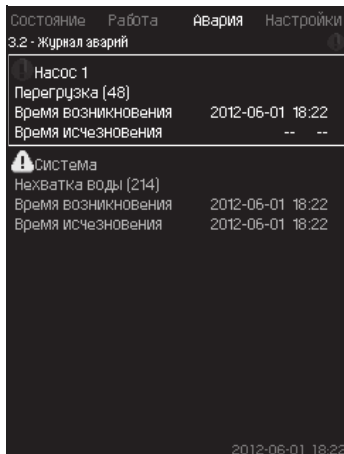 Состояние Работа Авария Настройки
3.2 - Журнал аварий
Насос 1
Перегрузка (48)
Время возникновения 2012-06-01 18:22
Время исчезновения -- --
Система
Нехватка воды (214)
Время возникновения 2012-06-01 18:22
Время исчезновения 2012-06-01 18:22
2012-06-01 18:22